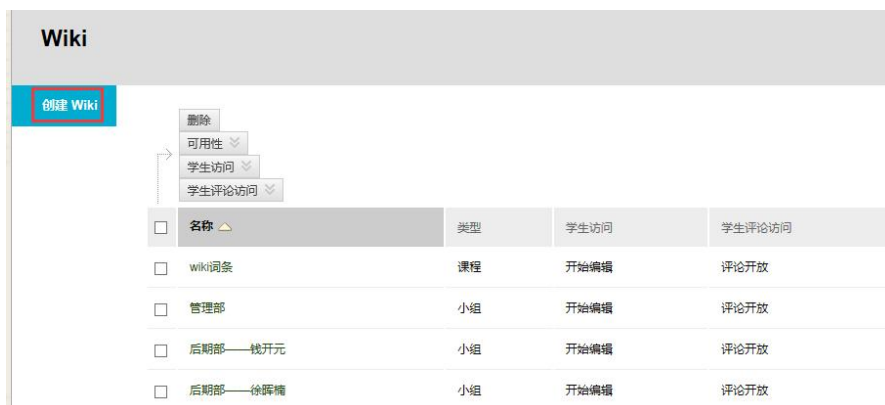 Wiki
创建 Wiki
删除
可用性
学生访问
学生评论访问
名称 类型 学生访问 学生评论访问
wiki词条 课程 开始编辑 评论开放
管理部 小组 开始编辑 评论开放
后期部——钱开元 小组 开始编辑 评论开放
后期部——徐晖楠 小组 开始编辑 评论开放